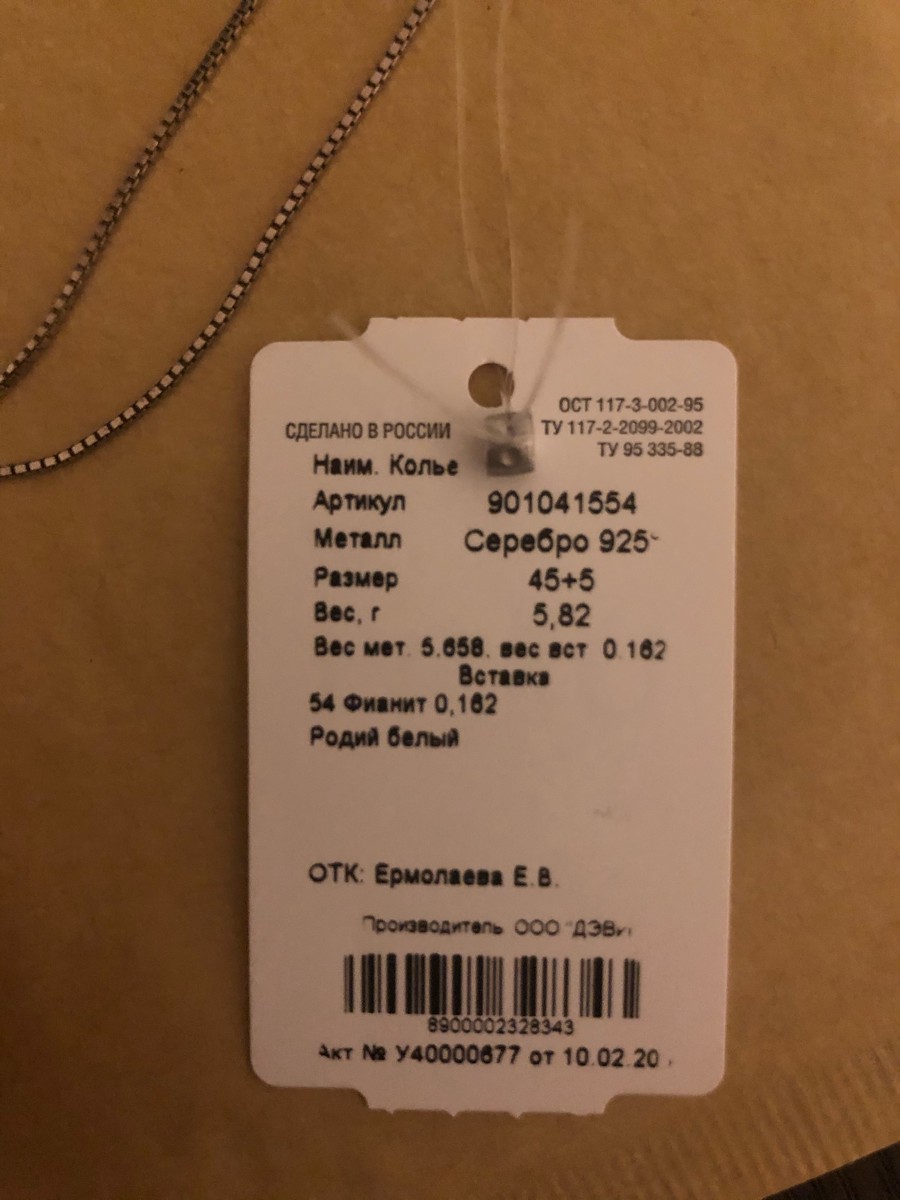 ОСТ 117-3-002-95
СДЕЛАНО В РОССИИ ТУ 117-2-2099-2002
ТУ 95 335-88
Наим. Колье
Артикул 901041554
Металл Серебро 925
Размер 45+5
Вес, г 5,82
Вес мет. 5.658. вес вст 0.162
Вставка
54 Фианит 0,162
Родий белый
ОТК: Ермолаева Е.В.
Производитель ООО
8900002328343
Акт № У40000677 от 10.02.20